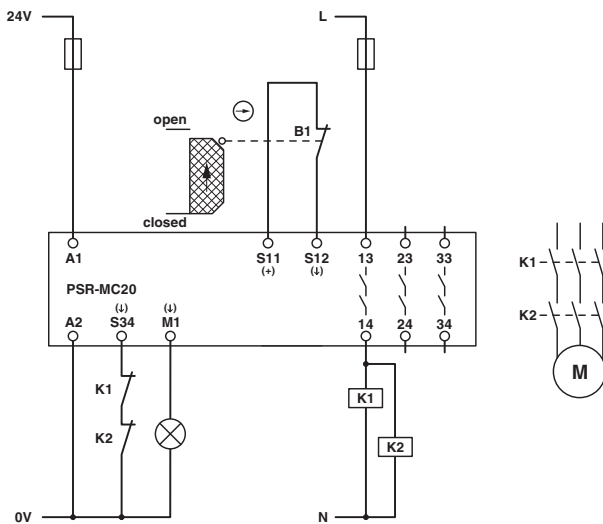 24V
L
open
B1
closed
A1
S11
S12
13
23
33
(+)
(↓)
PSR-MC20
K1
(↓)
(↓)
A2
S34
M1
14
24
34
K2
K1
K1
M
K2
K2
0V
N